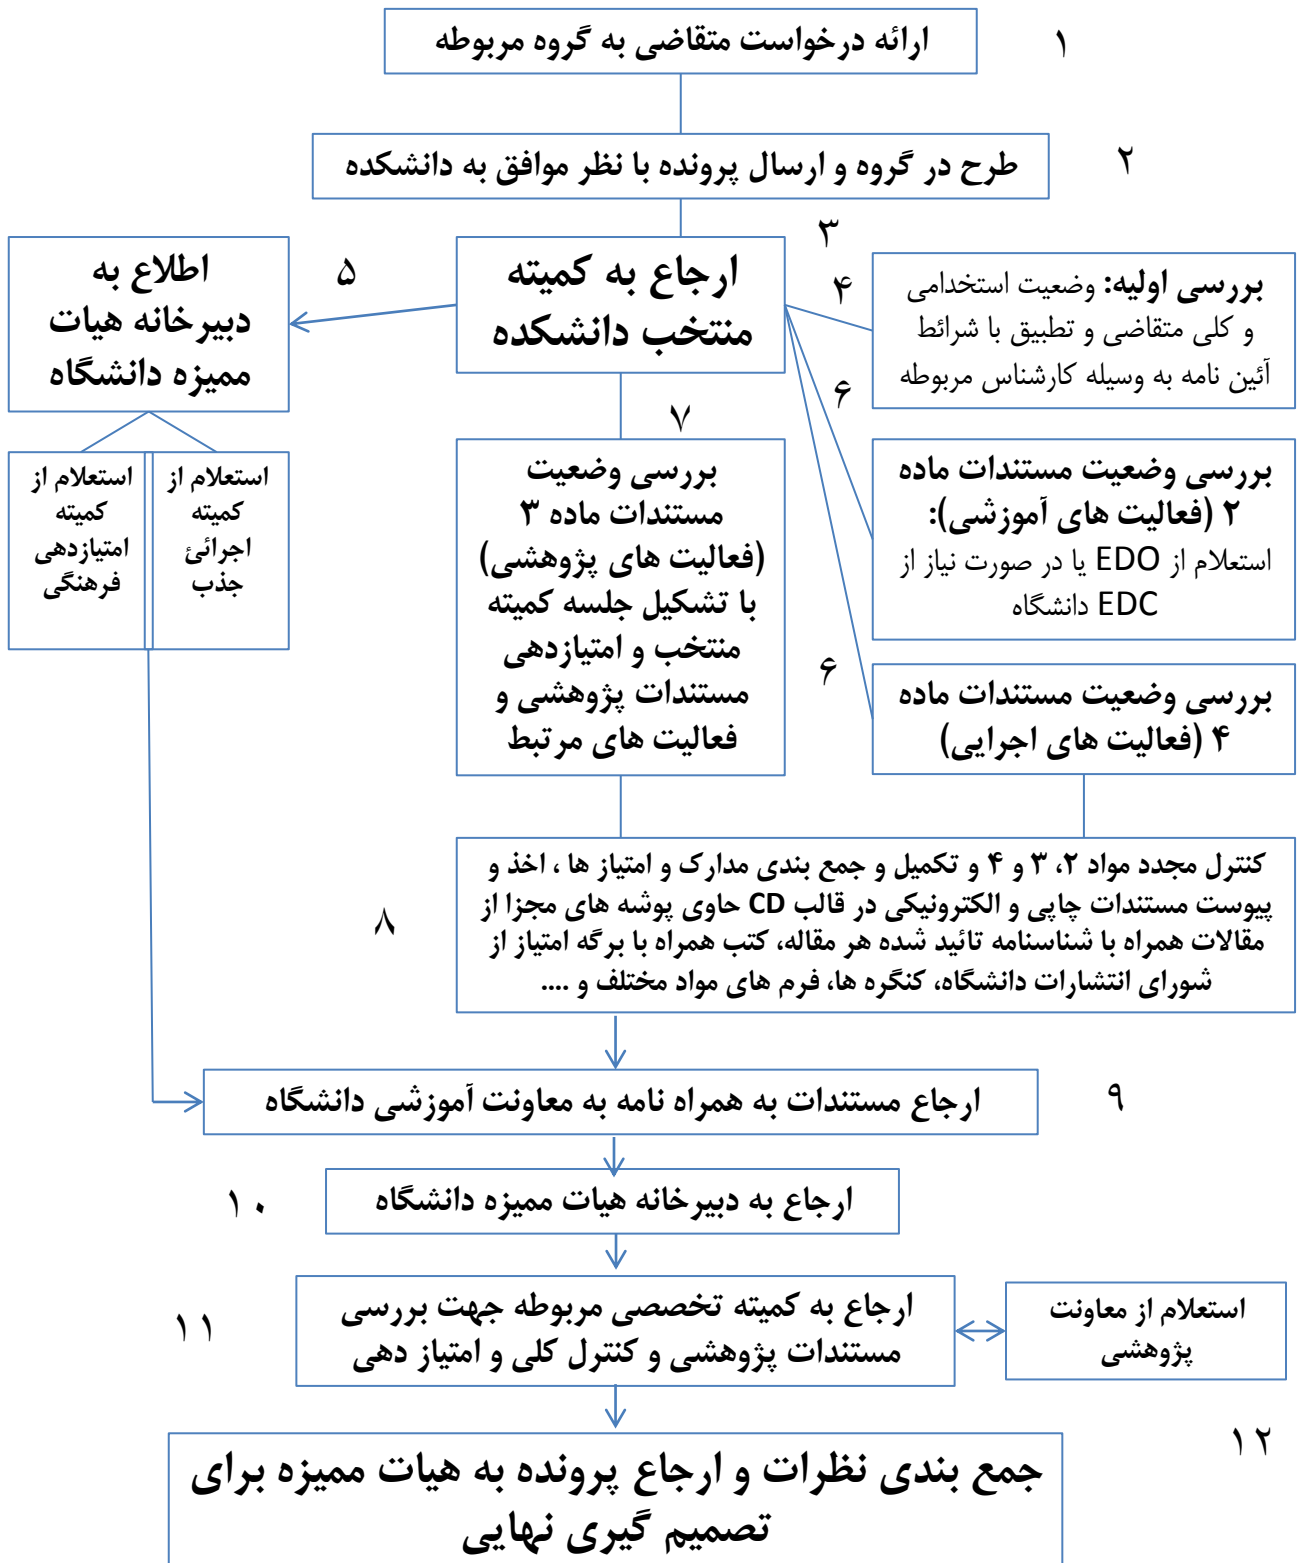 ارائه درخواست متقاضی به گروه مربوطه
۱
طرح در گروه و ارسال پرونده با نظر موافق به دانشکده
۲
۳
ارجاع به کمیته
منتخب دانشکده
۴
بررسی اولیه: وضعیت استخدامی
و کلی متقاضی و تطبیق با شرائط
آئین نامه به وسیله کارشناس مربوطه
۵
اطلاع به
دبیرخانه هیات
ممیزه دانشگاه
استعلام از
کمیته
اجرائئ
جذب
استعلام از
کمیته
امتیازدهی
فرهنگی
۶
بررسی وضعیت مستندات ماده
۲ (فعالیت های آموزشی):
استعلام از EDO یا در صورت نیاز از
EDC دانشگاه
۶
بررسی وضعیت مستندات ماده
۴ (فعالیت های اجرایی)
۷
بررسی وضعیت
مستندات ماده ۳
(فعالیت های پژوهشی)
با تشکیل جلسه کمیته
منتخب و امتیازدهی
مستندات پژوهشی و
فعالیت های مرتبط
۸
کنترل مجدد مواد ۲، ۳ و ۴ و تکمیل و جمع بندی مدارک و امتیاز ها ، اخذ و
پیوست مستندات چاپی و الکترونیکی در قالب CD حاوی پوشه های مجزا از
مقالات همراه با شناسنامه تائید شده هر مقاله، کتب همراه با برگه امتیاز از
شورای انتشارات دانشگاه، کنگره ها، فرم های مواد مختلف و ....
ارجاع مستندات به همراه نامه به معاونت آموزشی دانشگاه
۹
ارجاع به دبیرخانه هیات ممیزه دانشگاه
۱۰
ارجاع به کمیته تخصصی مربوطه جهت بررسی
مستندات پژوهشی و کنترل کلی و امتیاز دهی
۱۱
استعلام از معاونت
پژوهشی
۱۲
جمع بندی نظرات و ارجاع پرونده به هیات ممیزه برای
تصمیم گیری نهایی